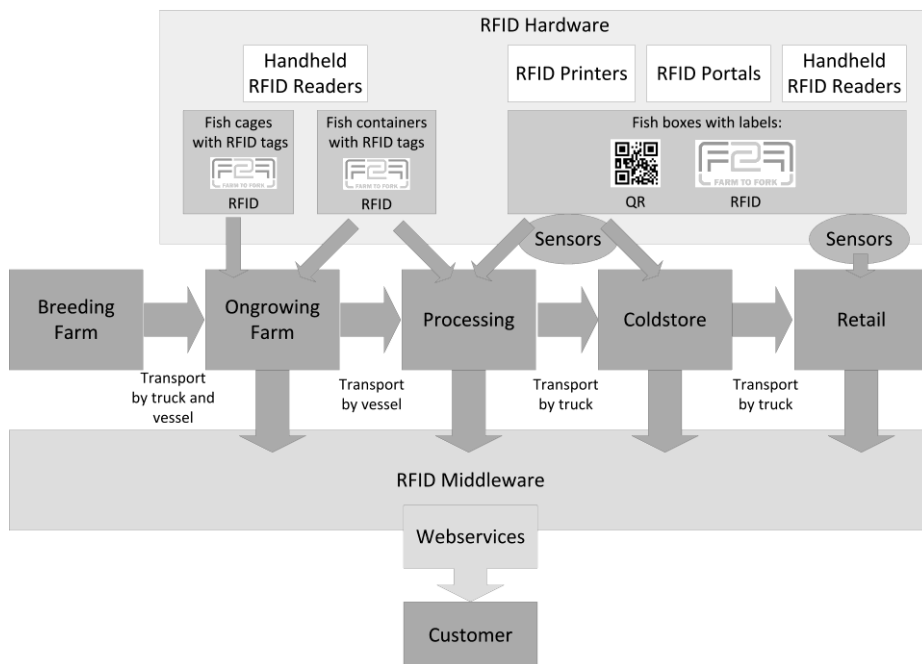 RFID Hardware
Handheld
RFID Readers
RFID Printers
RFID Portals
Handheld
RFID Readers
Fish cages
with RFID tags
F2F
FARM TO FORK
RFID
Fish containers
with RFID tags
F2F
FARM TO FORK
RFID
Fish boxes with labels:
QR
F2F
FARM TO FORK
RFID
Sensors
Sensors
Breeding
Farm
Ongrowing
Farm
Processing
Coldstore
Retail
Transport
by truck and
vessel
Transport
by vessel
Transport
by truck
Transport
by truck
RFID Middleware
Webservices
Customer